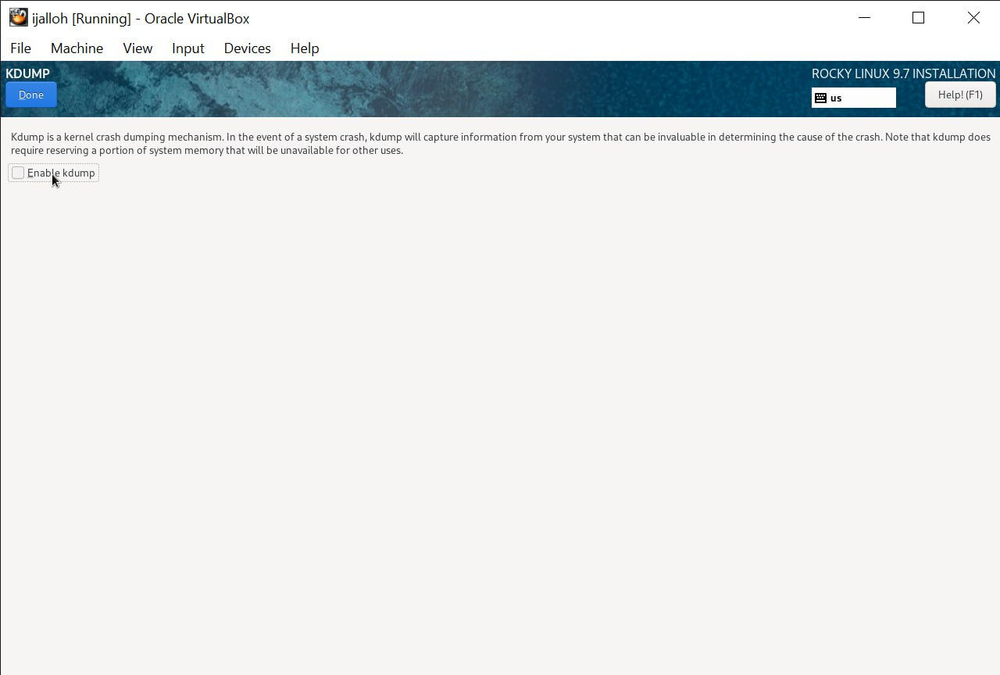 ijalloh [Running] - Oracle VirtualBox
File Machine View Input Devices Help
KDUMP
ROCKY LINUX 9.7 INSTALLATION
Done
us
Help! (F1)
Kdump is a kernel crash dumping mechanism. In the event of a system crash, kdump will capture information from your system that can be invaluable in determining the cause of the crash. Note that kdump does
require reserving a portion of system memory that will be unavailable for other uses.
Enable kdump